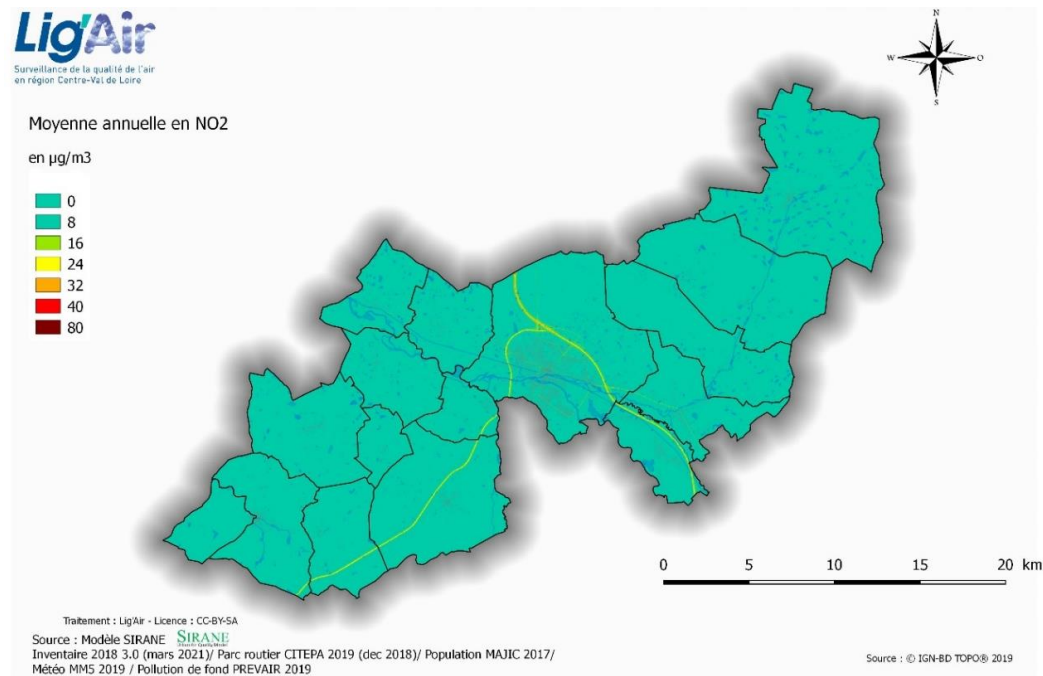 Lig'Air
Surveillance de la qualité de l'air
en région Centre-Val de Loire
Moyenne annuelle en NO2
en µg/m3
0
8
16
24
32
40
80
N
W
O
S
0 5 10 15 20 km
Traitement : Lig'Air - Licence : CC-BY-SA
Source : Modèle SIRANE SIRANE
Inventaire 2018 3.0 (mars 2021)/ Parc routier CITEPA 2019 (dec 2018)/ Population MAJIC 2017/
Météo MM5 2019 / Pollution de fond PREVAIR 2019
Source : © IGN-BD TOPO® 2019